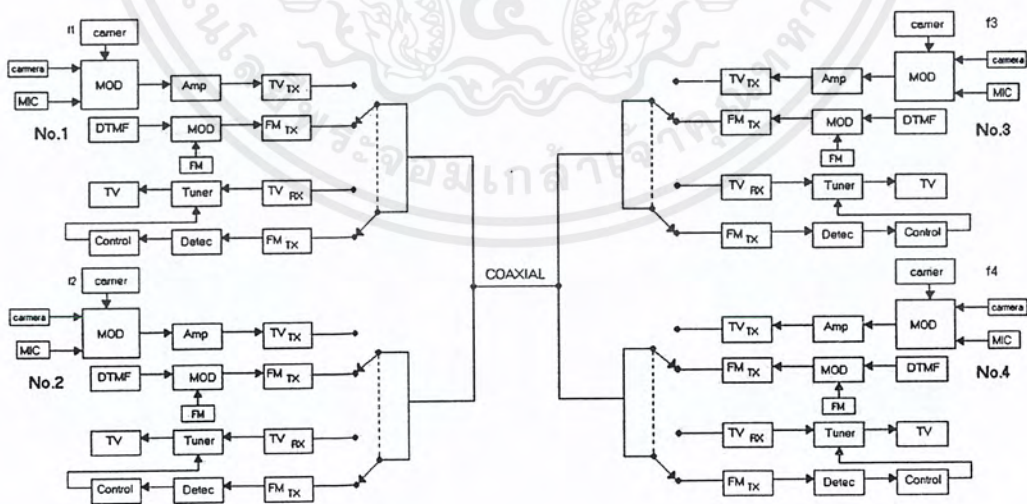 f1
carrier
camera
MOD
Amp
TV TX
MIC
No.1
DTMF
MOD
FM TX
FM
TV
Tuner
TV RX
Control
Detec
FM TX
f2
carrier
camera
MOD
Amp
TV TX
MIC
No.2
DTMF
MOD
FM TX
FM
TV
Tuner
TV RX
Control
Detec
FM TX
COAXIAL
carrier
f3
TV TX
Amp
MOD
camera
MIC
FM TX
MOD
DTMF
No.3
FM
TV RX
Tuner
TV
FM TX
Detec
Control
carrier
f4
TV TX
Amp
MOD
camera
MIC
FM TX
MOD
DTMF
No.4
FM
TV RX
Tuner
TV
FM TX
Detec
Control